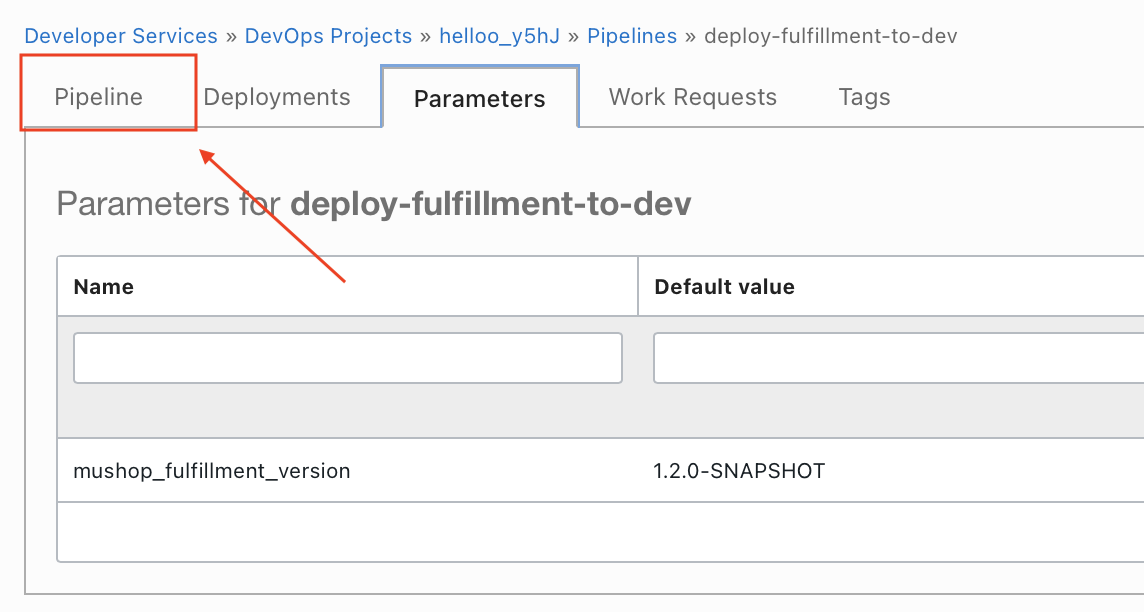 Developer Services » DevOps Projects » helloo_y5hJ » Pipelines » deploy-fulfillment-to-dev
Pipeline Deployments Parameters Work Requests Tags
Parameters for deploy-fulfillment-to-dev
Name Default value
mushop_fulfillment_version 1.2.0-SNAPSHOT